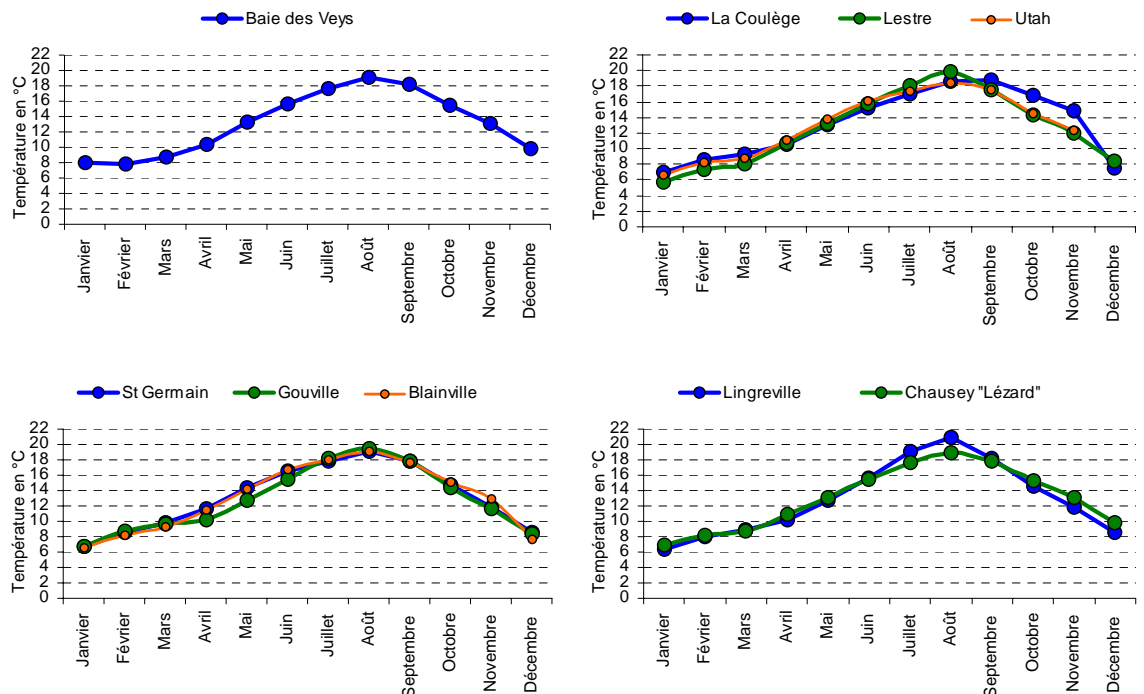 Baie des Veys
Température en °C
22
20
18
16
14
12
10
8
6
4
2
0
Janvier
Février
Mars
Avril
Mai
Juin
Juillet
Août
Septembre
Octobre
Novembre
Décembre
La Coulège Lestre Utah
Température en °C
22
20
18
16
14
12
10
8
6
4
2
0
Janvier
Février
Mars
Avril
Mai
Juin
Juillet
Août
Septembre
Octobre
Novembre
Décembre
St Germain Gouville Blainville
Température en °C
22
20
18
16
14
12
10
8
6
4
2
0
Janvier
Février
Mars
Avril
Mai
Juin
Juillet
Août
Septembre
Octobre
Novembre
Décembre
Lingreville Chausey "Lézard"
Température en °C
22
20
18
16
14
12
10
8
6
4
2
0
Janvier
Février
Mars
Avril
Mai
Juin
Juillet
Août
Septembre
Octobre
Novembre
Décembre